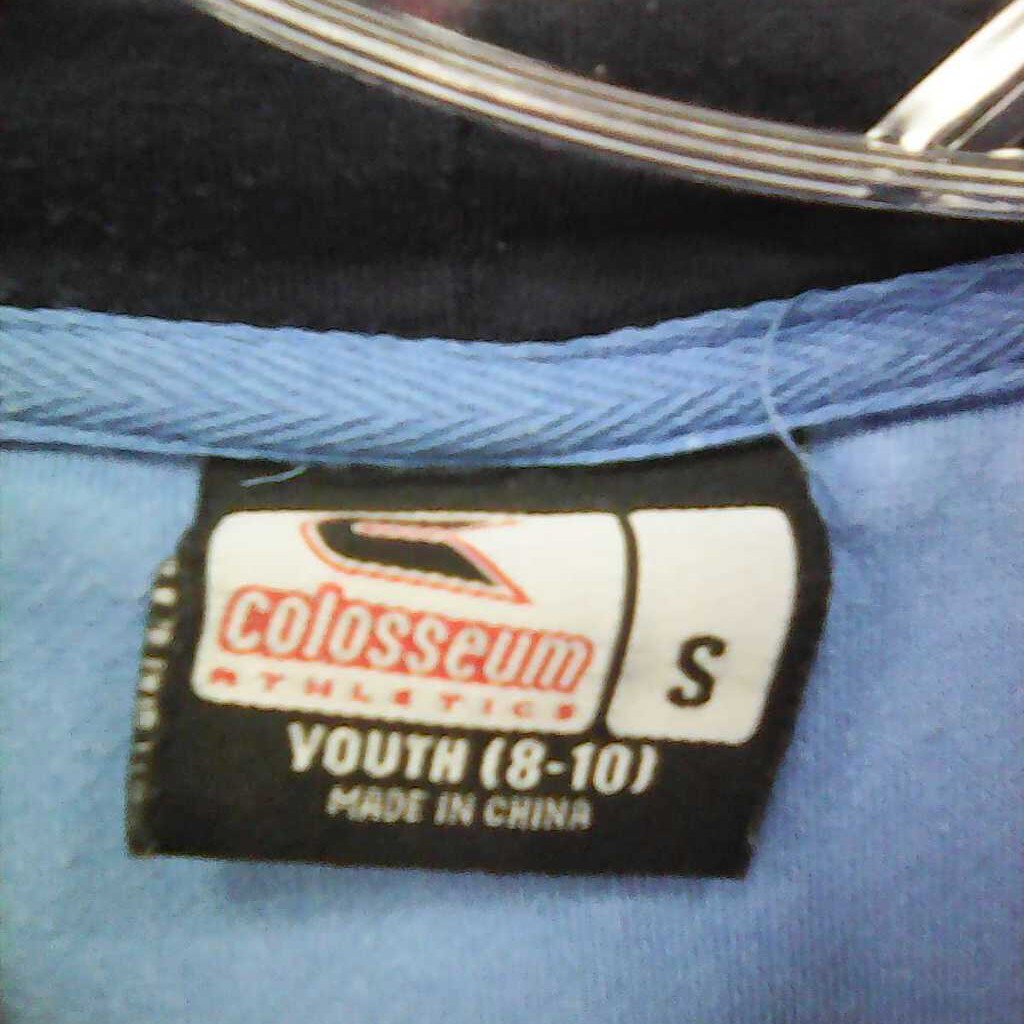 colosseum
ATHLETICS
S
YOUTH (8-10)
MADE IN CHINA